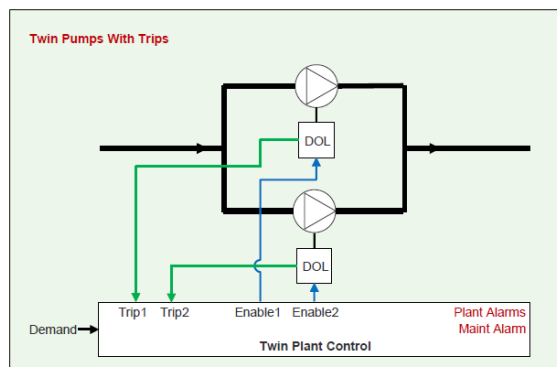 Twin Pumps With Trips
DOL
DOL
Trip1 Trip2 Enable1 Enable2 Plant Alarms
Demand Maint Alarm
Twin Plant Control